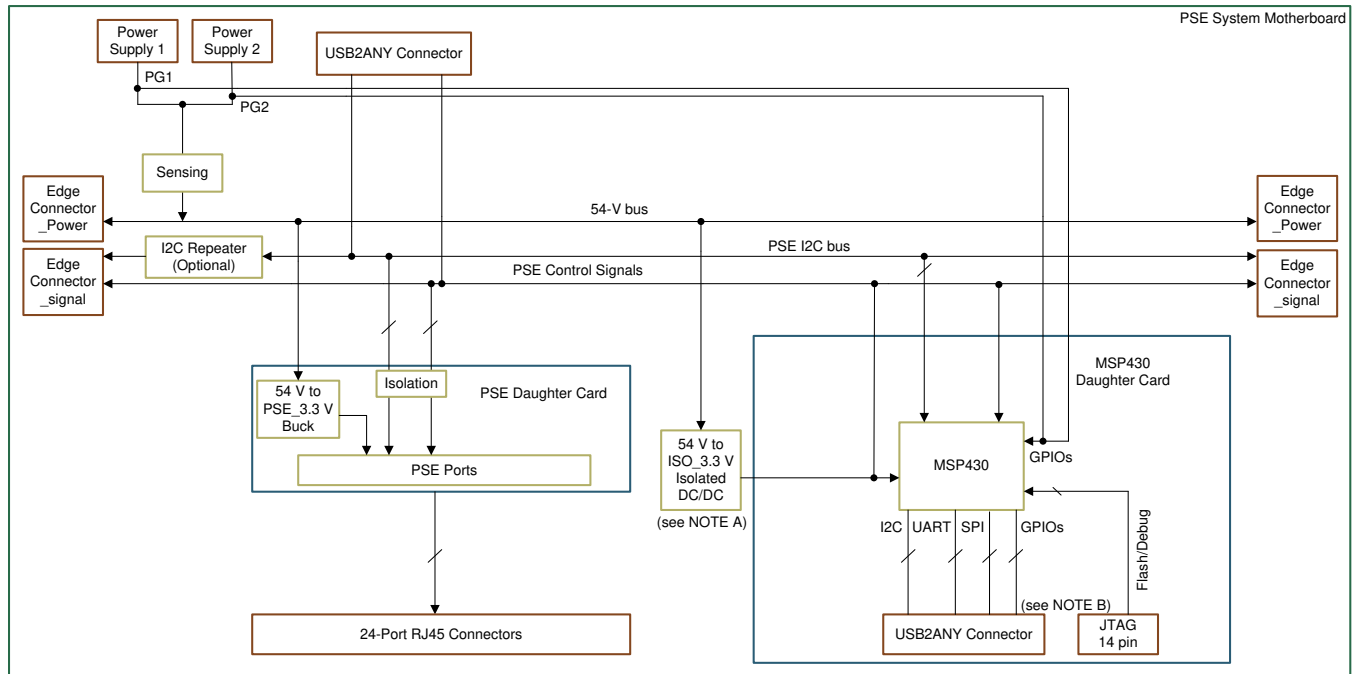 PSE System Motherboard
Power
Supply 1
Power
Supply 2
USB2ANY Connector
PG1
PG2
Sensing
Edge
Connector
_Power
54-V bus
Edge
Connector
_Power
I2C Repeater
(Optional)
PSE I2C bus
Edge
Connector
_signal
PSE Control Signals
Edge
Connector
_signal
54 V to
PSE_3.3 V
Buck
Isolation
PSE Daughter Card
PSE Ports
MSP430
Daughter Card
54 V to
ISO_3.3 V
Isolated
DC/DC
(see NOTE A)
MSP430
GPIOs
I2C
UART
SPI
GPIOs
Flash/Debug
(see NOTE B)
24-Port RJ45 Connectors
USB2ANY Connector
JTAG
14 pin